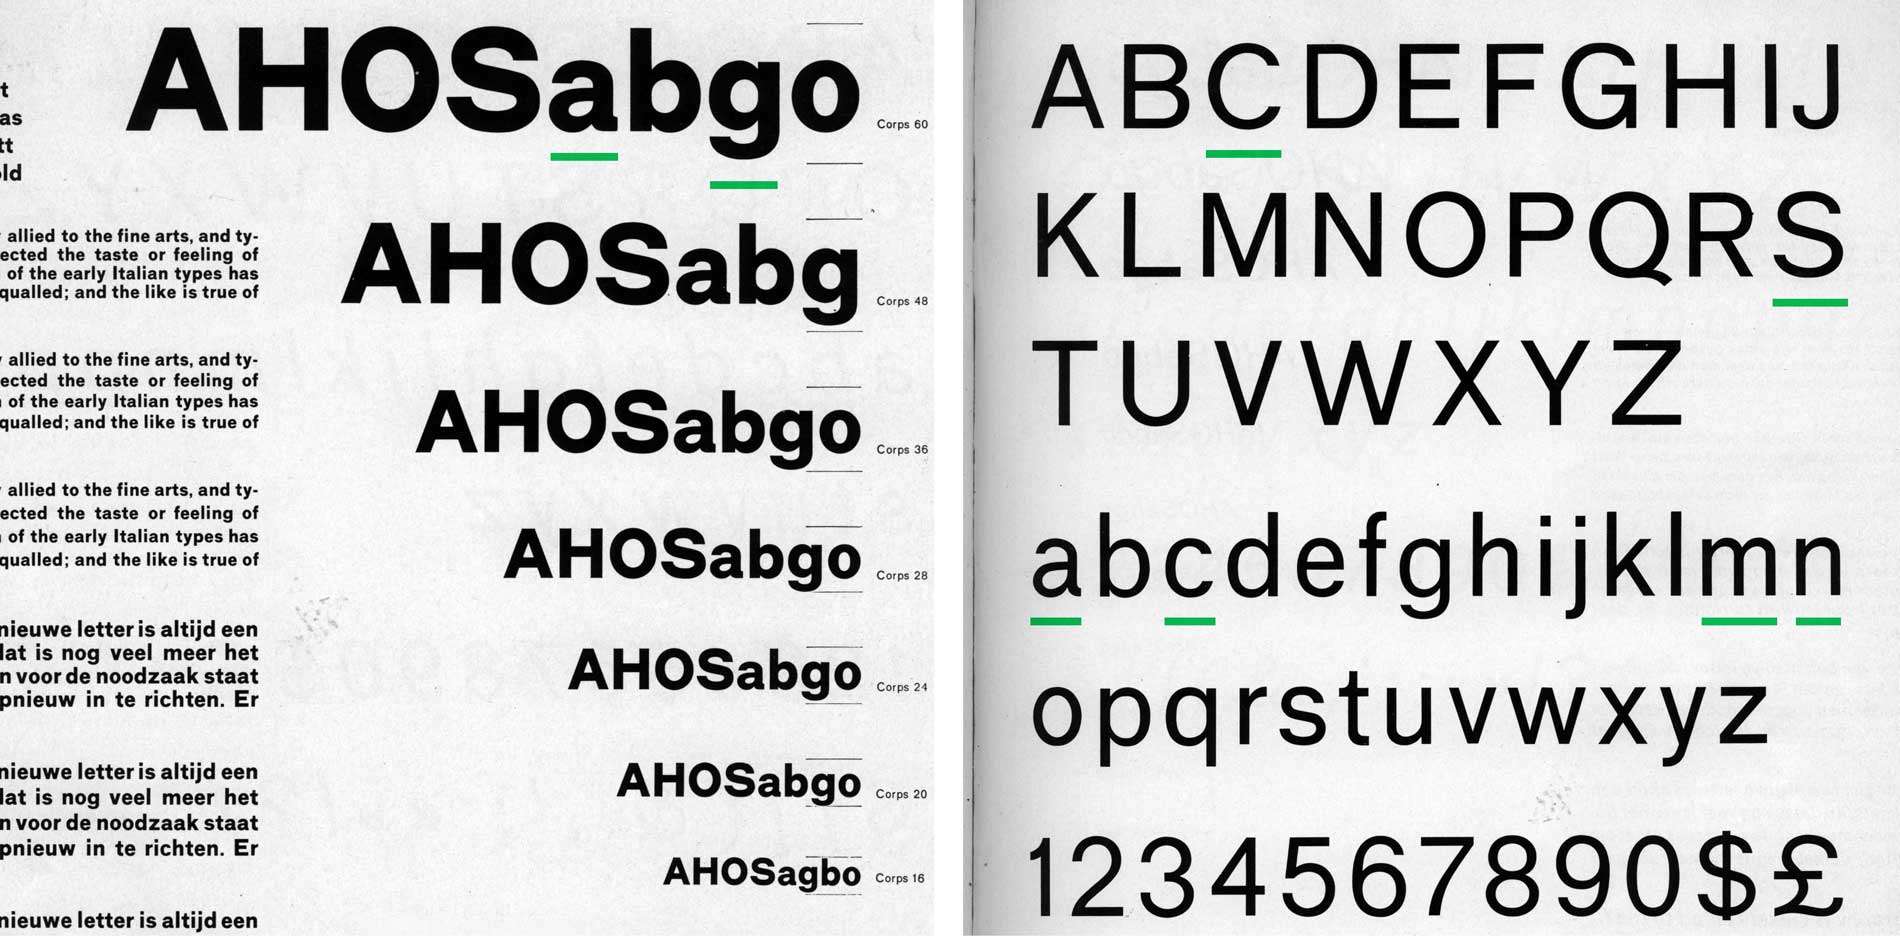 t
as
tt
old
allied to the fine arts, and ty-
ected the taste or feeling of
of the early Italian types has
qualled; and the like is true of
allied to the fine arts, and ty-
ected the taste or feeling of
of the early Italian types has
qualled; and the like is true of
allied to the fine arts, and ty-
ected the taste or feeling of
of the early Italian types has
qualled; and the like is true of
nieuwe letter is altijd een
dat is nog veel meer het
n voor de noodzaak staat
pnieuw in te richten. Er
nieuwe letter is altijd een
dat is nog veel meer het
n voor de noodzaak staat
pnieuw in te richten. Er
nieuwe letter is altijd een
AHOSabgo Corps 60
AHOSabg Corps 48
AHOSabgo Corps 36
AHOSabgo Corps 28
AHOSabgo Corps 24
AHOSabgo Corps 20
AHOSagbo Corps 16
ABCDEFGHIJ
KLMNOPQRS
TUVWXYZ
abcdefghijklmn
opqrstuvwxyz
1234567890$£